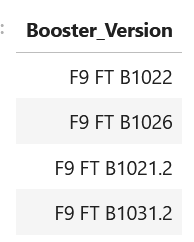 Booster_Version
F9 FT B1022
F9 FT B1026
F9 FT B1021.2
F9 FT B1031.2